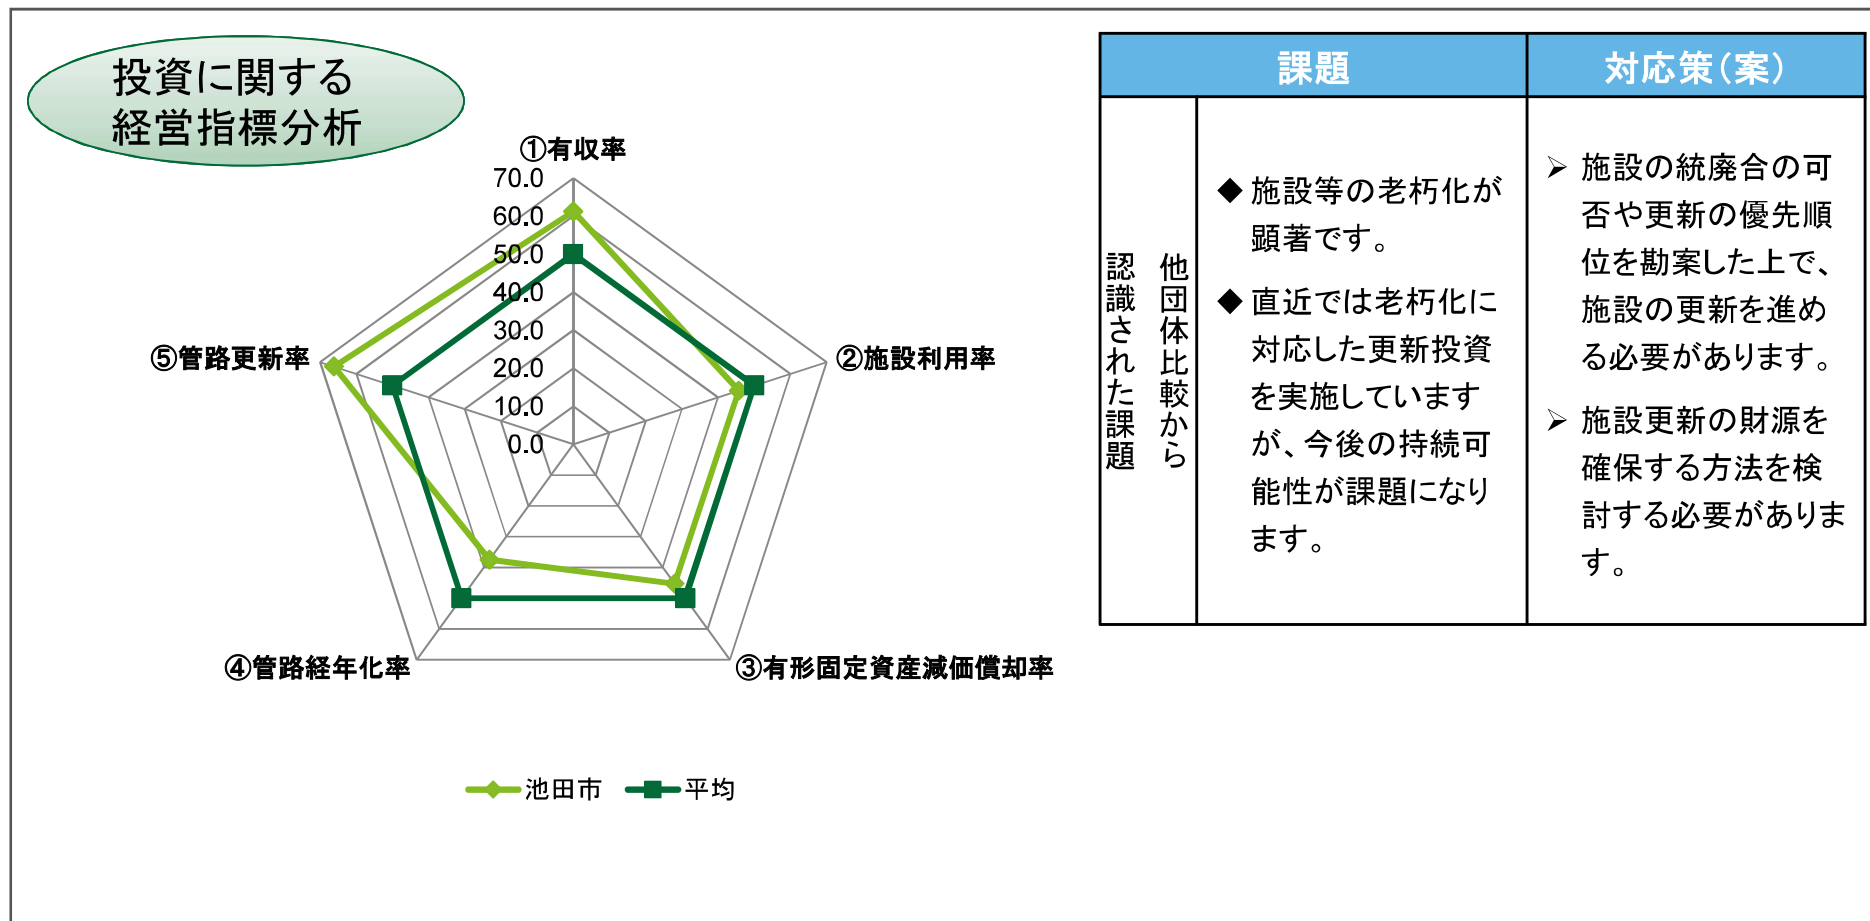 投資に関する
経営指標分析
①有収率
70.0
60.0
50.0
40.0
30.0
20.0
10.0
0.0
②施設利用率
③有形固定資産減価償却率
④管路経年化率
⑤管路更新率
池田市
平均
課題
対応策(案)
他団体比較から
認識された課題
◆ 施設等の老朽化が
顕著です。
◆ 直近では老朽化に
対応した更新投資
を実施しています
が、今後の持続可
能性が課題になり
ます。
➢ 施設の統廃合の可
否や更新の優先順
位を勘案した上で、
施設の更新を進め
る必要があります。
➢ 施設更新の財源を
確保する方法を検
討する必要がありま
す。